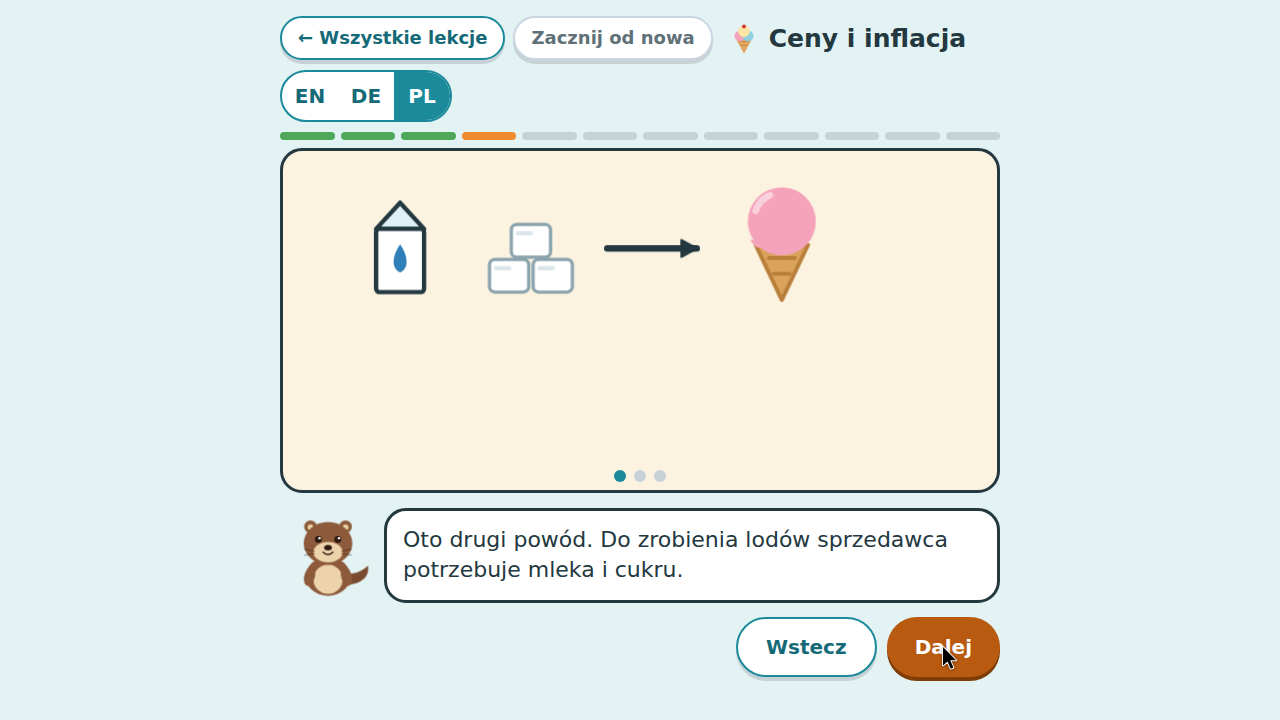 ← Wszystkie lekcje
Zacznij od nowa
Ceny i inflacja
EN DE PL
Oto drugi powód. Do zrobienia lodów sprzedawca
potrzebuje mleka i cukru.
Wstecz
Dalej